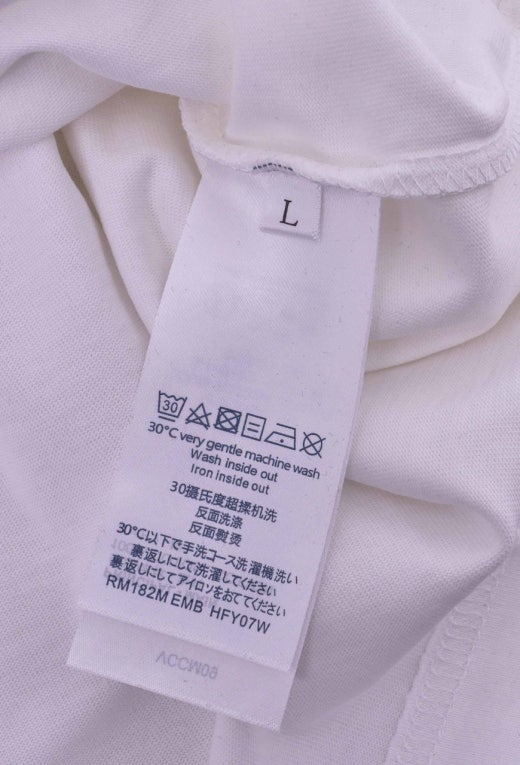 L
30
30°C very gentle machine wash
Wash inside out
Iron inside out
30摄氏度超揉机洗
反面洗涤
反面熨烫
30°C以下で手洗コース洗濯機洗い
裏返しにして洗濯してください
裏返しにしてアイロンをおててください
RM182M EMB HFY07W
ACCM09